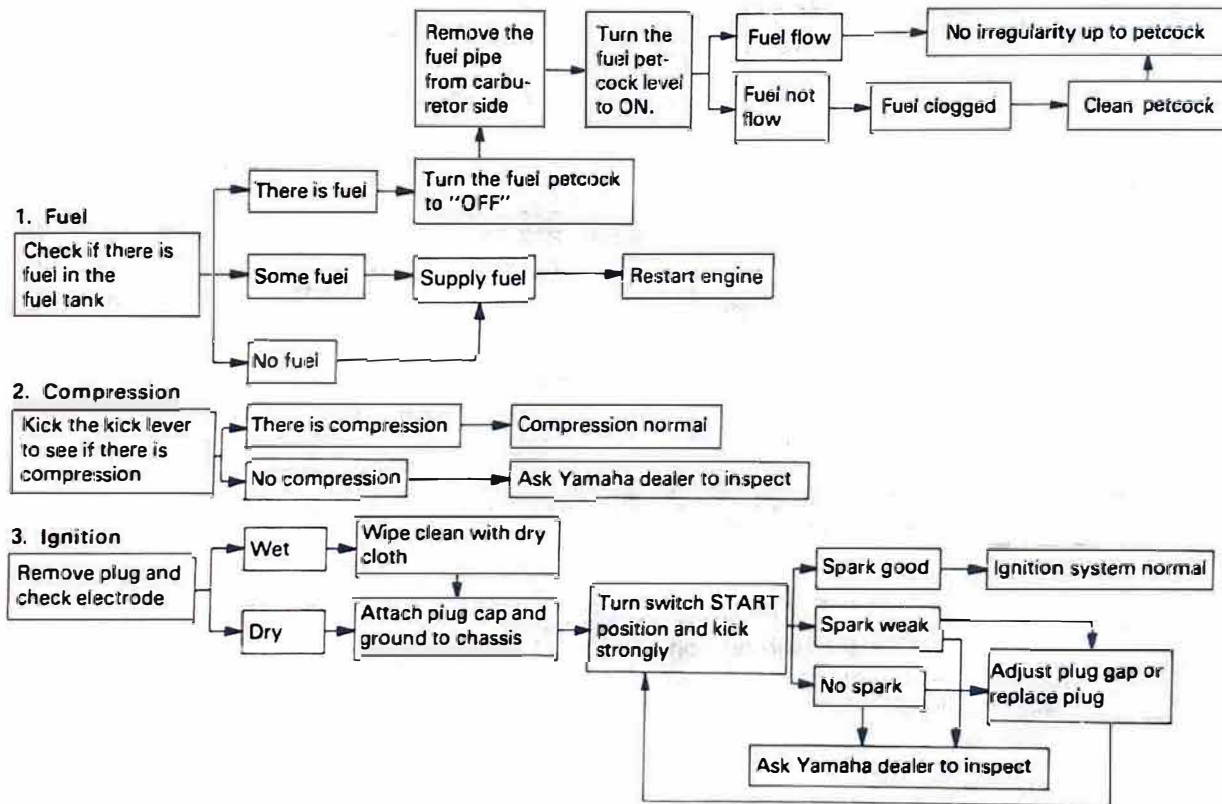 Remove the
fuel pipe
from carbu-
retor side
Turn the
fuel pet-
cock level
to ON.
Fuel flow
No irregularity up to petcock
Fuel not
flow
Fuel clogged
Clean petcock
There is fuel
Turn the fuel petcock
to "OFF"
1. Fuel
Check if there is
fuel in the
fuel tank
Some fuel
Supply fuel
Restart engine
No fuel
2. Compression
Kick the kick lever
to see if there is
compression
There is compression
Compression normal
No compression
Ask Yamaha dealer to inspect
3. Ignition
Remove plug and
check electrode
Wet
Wipe clean with dry
cloth
Dry
Attach plug cap and
ground to chassis
Turn switch START
position and kick
strongly
Spark good
Ignition system normal
Spark weak
No spark
Adjust plug gap or
replace plug
Ask Yamaha dealer to inspect